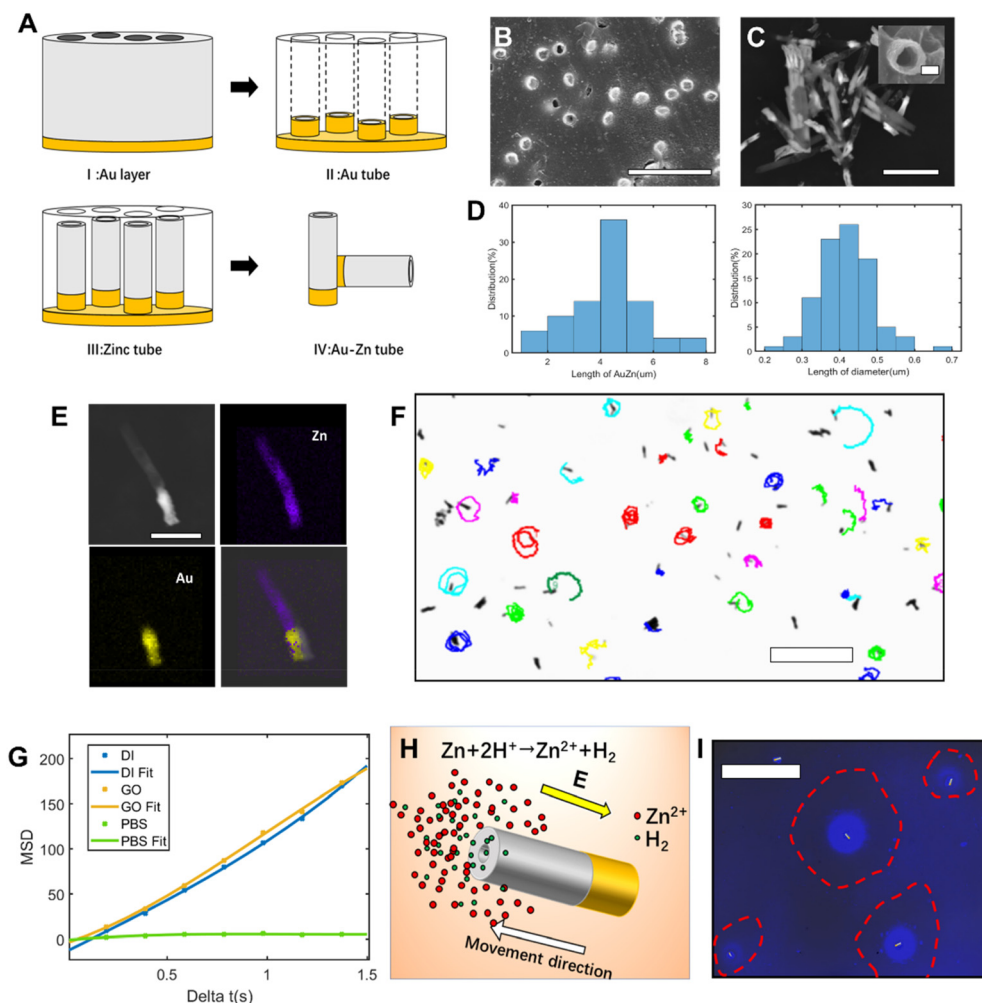 A
I :Au layer
II :Au tube
III:Zinc tube
IV:Au-Zn tube
B
C
D
Distribution(%)
40
30
20
10
0
2
4
6
8
Length of AuZn(um)
Distribution(%)
30
25
20
15
10
5
0
0.2
0.3
0.4
0.5
0.6
0.7
Length of diameter(um)
E
Zn
Au
F
G
MSD
200
150
100
50
0
DI
DI Fit
GO
GO Fit
PBS
PBS Fit
0.5
1
1.5
Delta t(s)
H
Zn+2H⁺→Zn²⁺+H₂
E
Zn²⁺
H₂
Movement direction
I